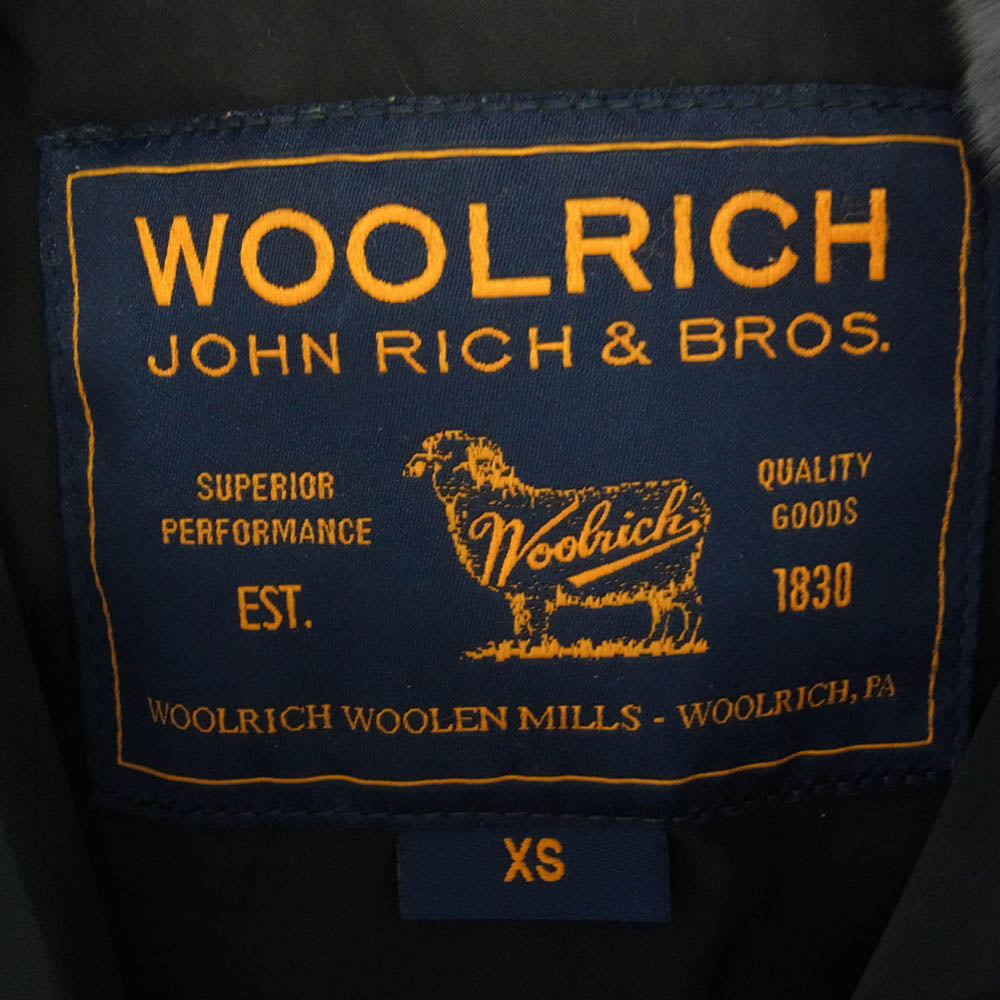 WOOLRICH
JOHN RICH & BROS.
SUPERIOR
PERFORMANCE
EST.
Woolrich
QUALITY
GOODS
1830
WOOLRICH WOOLEN MILLS - WOOLRICH, PA
XS